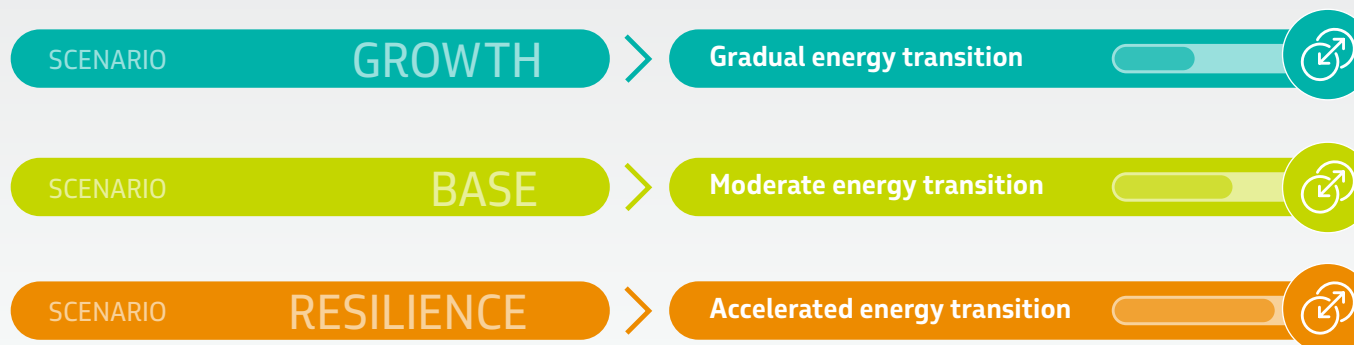 SCENARIO GROWTH Gradual energy transition
SCENARIO BASE Moderate energy transition
SCENARIO RESILIENCE Accelerated energy transition